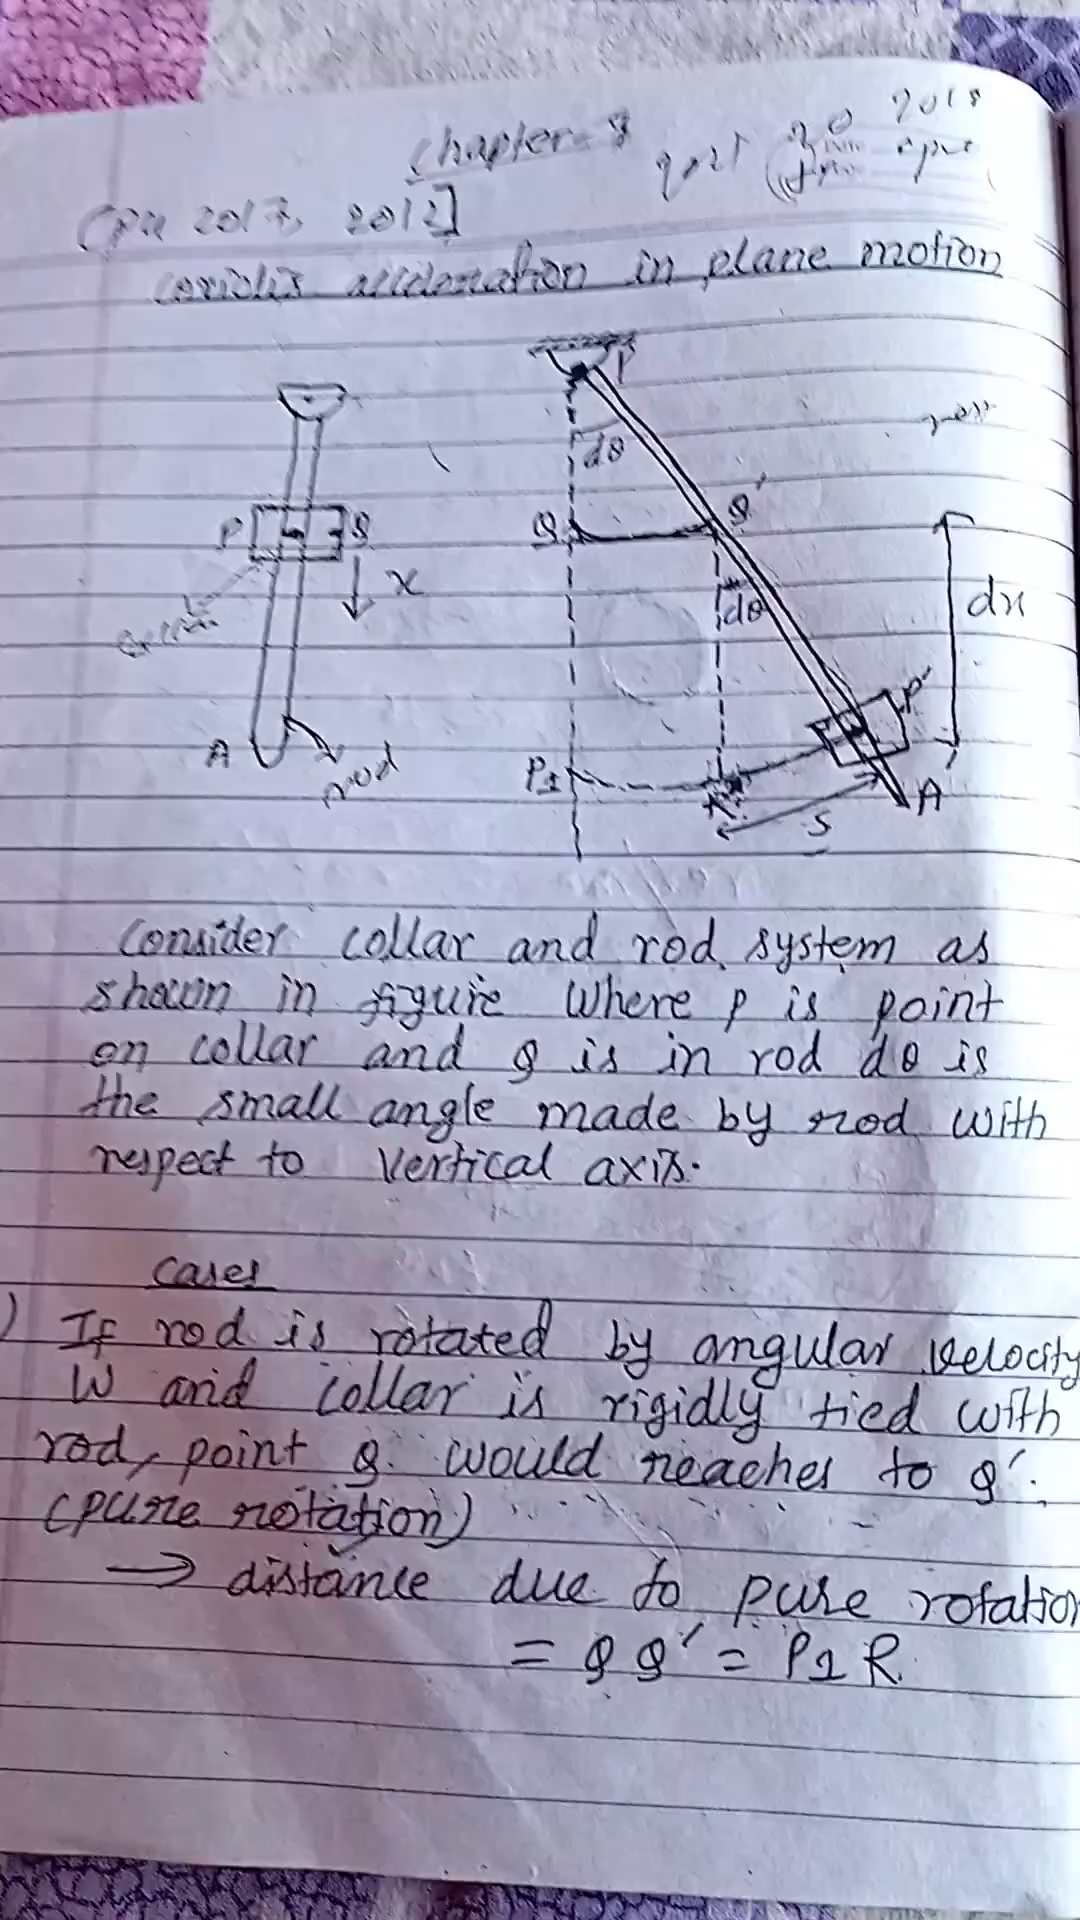 Chapter-8
2018
(PU 2017, 2012]
Coriolis accleration in plane motion
P
dθ
Q
Q'
P
Q
x
dθ
dx
P'
A
rod
P1
S
A
Consider collar and rod system as
shown in figure Where p is point
on collar and Q is in rod dθ is
the small angle made by rod with
respect to vertical axis.
Cases
) If rod is rotated by angular velocity
W and collar is rigidly tied with
rod, point Q would reaches to Q'.
(pure rotation)
→ distance due to pure rotation
= QQ' = P1R.